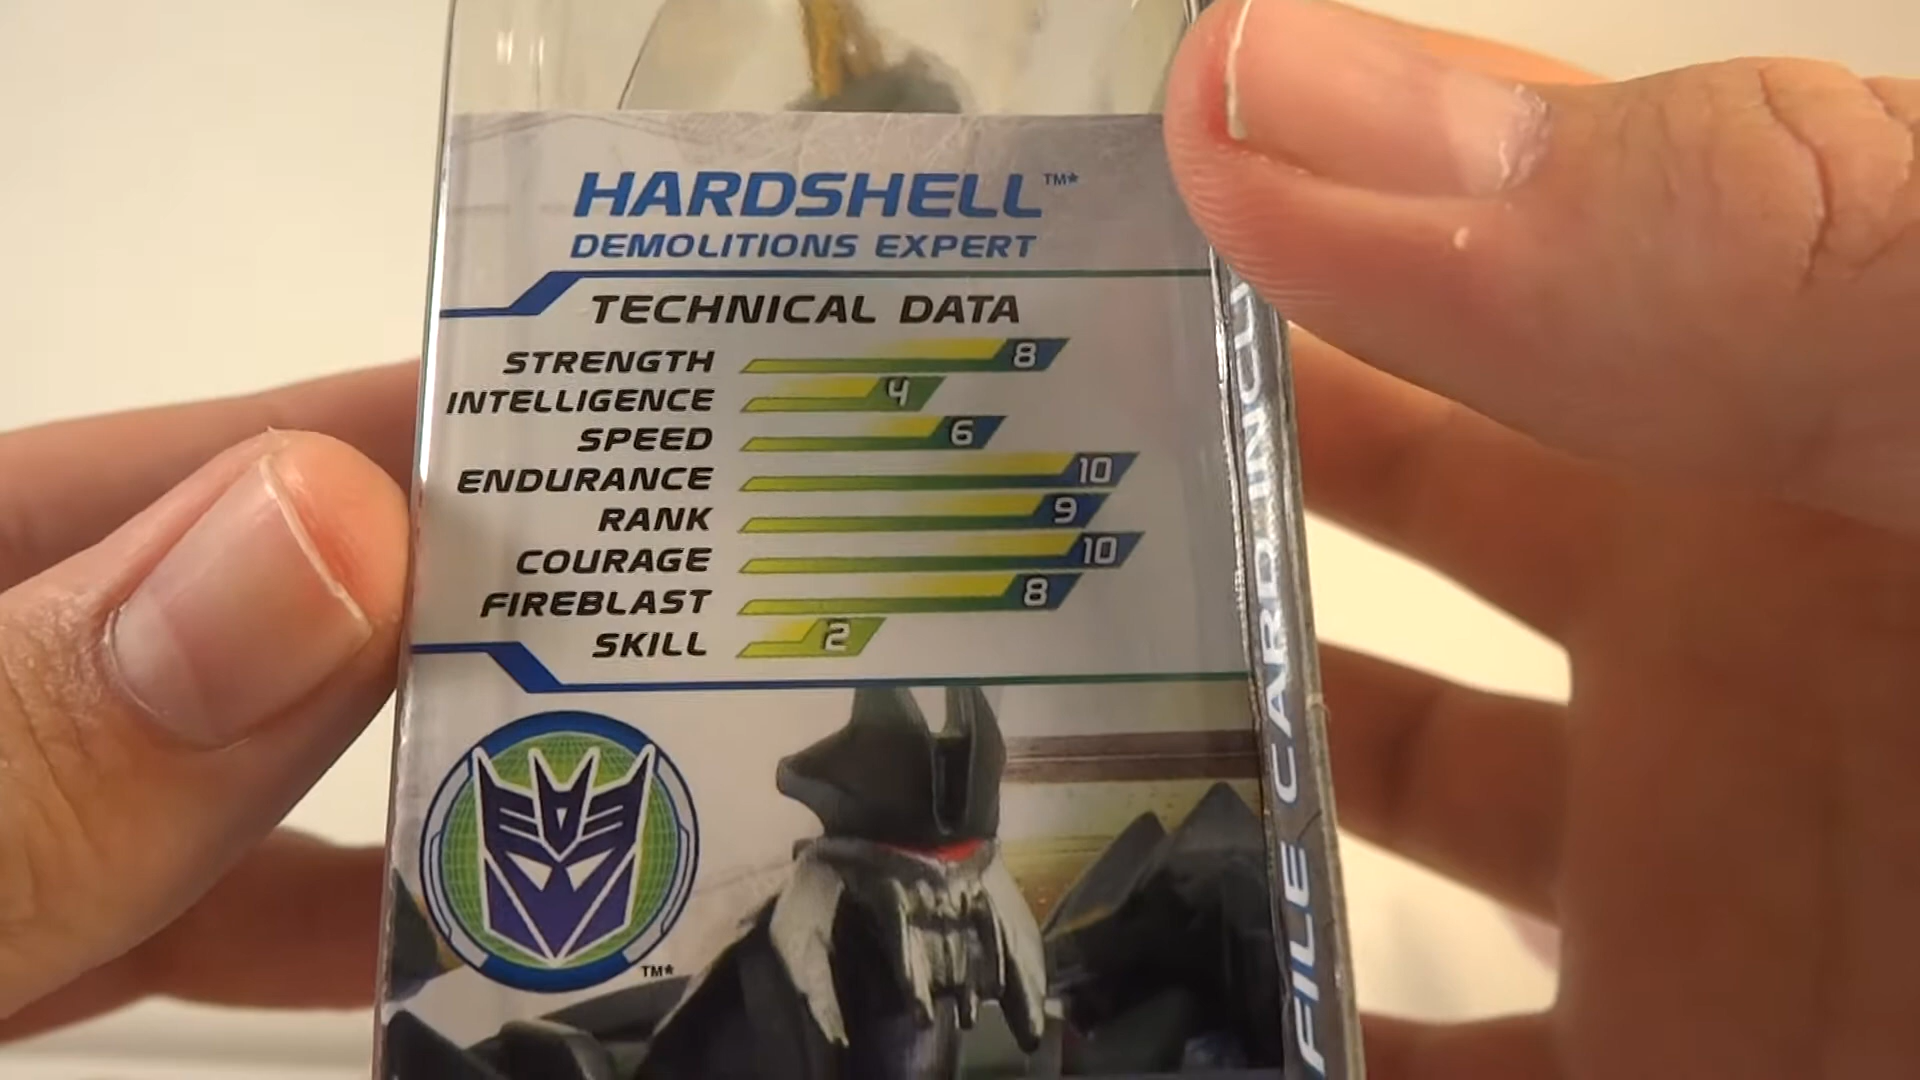 HARDSHELL™*
DEMOLITIONS EXPERT
TECHNICAL DATA
STRENGTH 8
INTELLIGENCE 4
SPEED 6
ENDURANCE 10
RANK 9
COURAGE 10
FIREBLAST 8
SKILL 2
TM*
FILE CARD